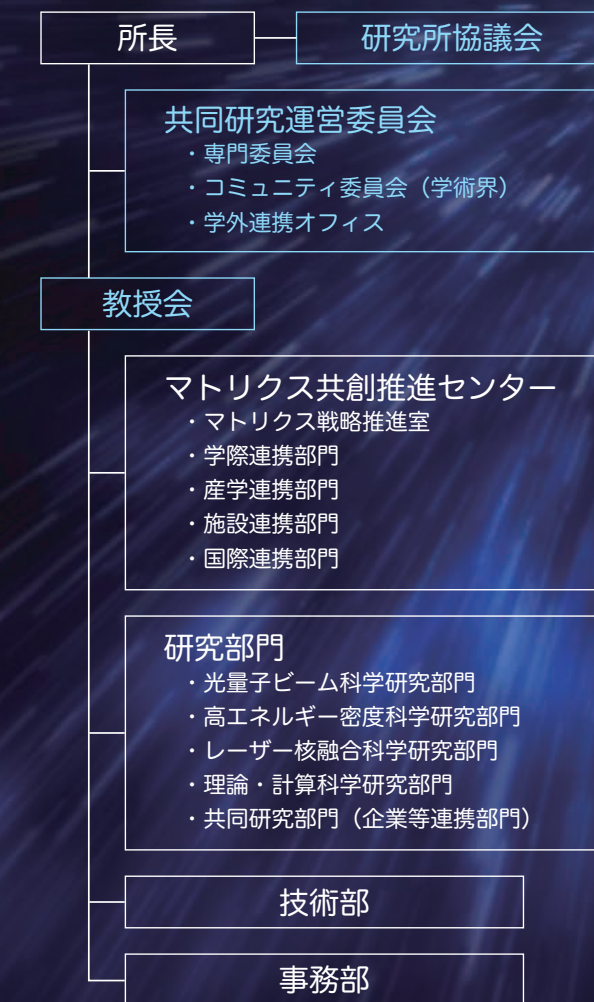 所長
研究所協議会
共同研究運営委員会
・専門委員会
・コミュニティ委員会（学術界）
・学外連携オフィス
教授会
マトリクス共創推進センター
・マトリクス戦略推進室
・学際連携部門
・産学連携部門
・施設連携部門
・国際連携部門
研究部門
・光量子ビーム科学研究部門
・高エネルギー密度科学研究部門
・レーザー核融合科学研究部門
・理論・計算科学研究部門
・共同研究部門（企業等連携部門）
技術部
事務部